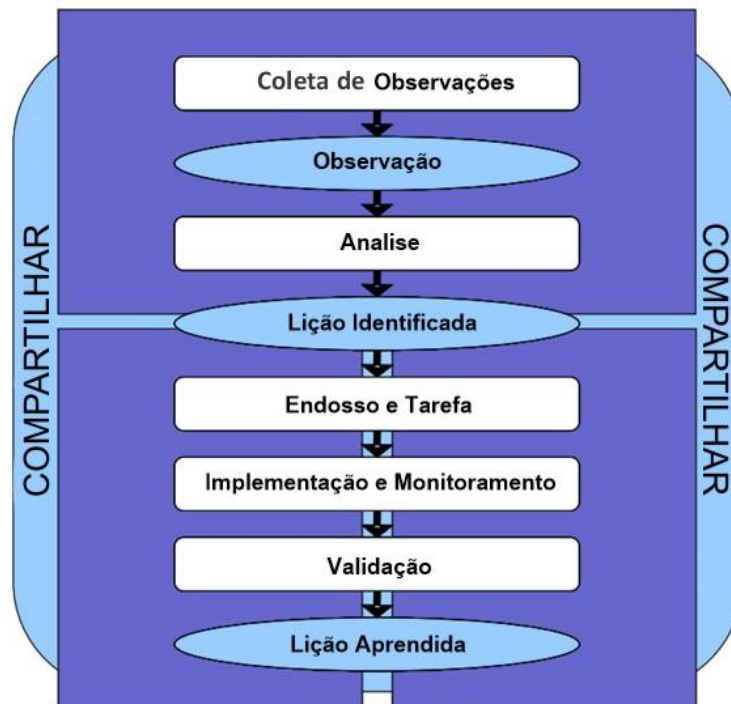 Coleta de Observações
Observação
Analise
COMPARTILHAR
Lição Identificada
COMPARTILHAR
Endosso e Tarefa
Implementação e Monitoramento
Validação
Lição Aprendida